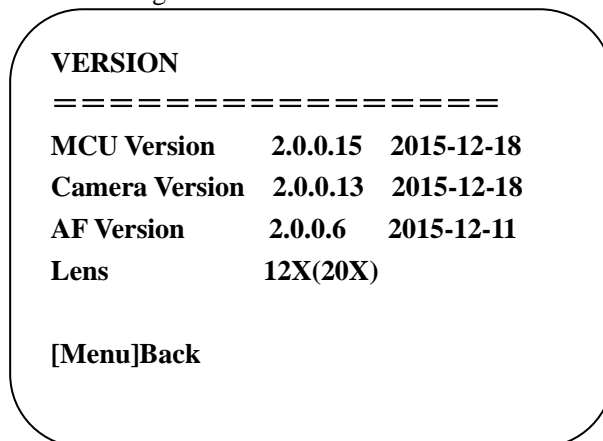 VERSION
================
MCU Version 2.0.0.15 2015-12-18
Camera Version 2.0.0.13 2015-12-18
AF Version 2.0.0.6 2015-12-11
Lens 12X(20X)
[Menu]Back